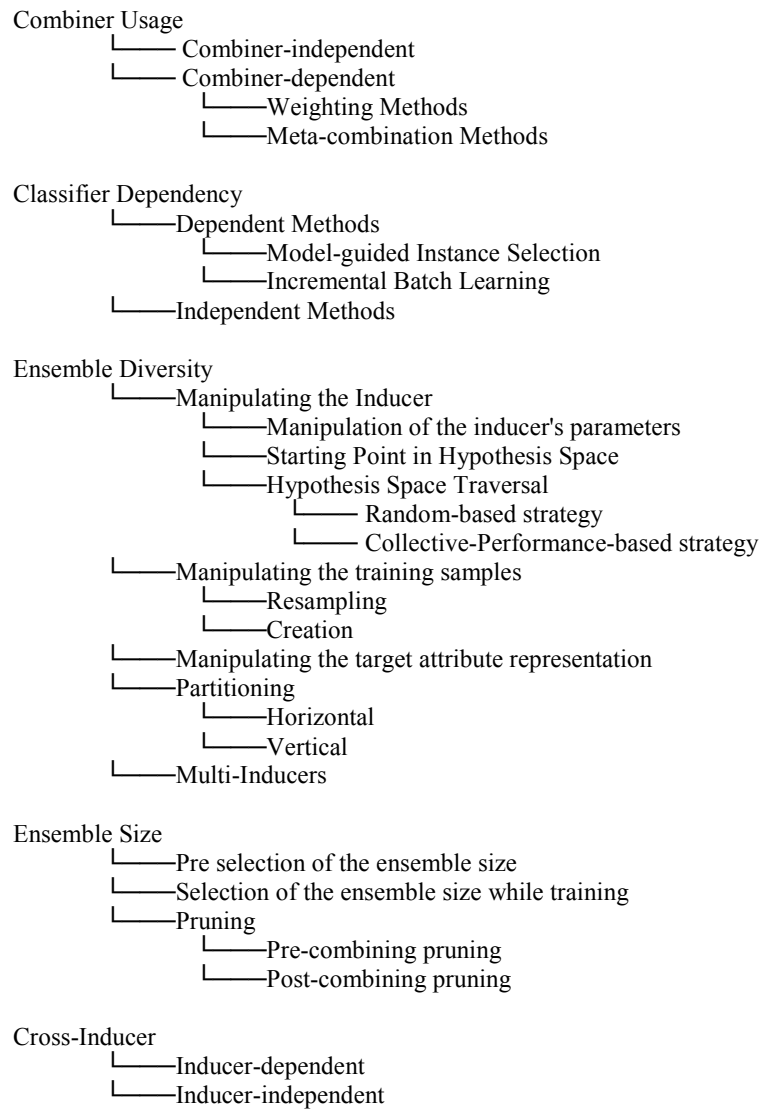 Combiner Usage
Combiner-independent
Combiner-dependent
Weighting Methods
Meta-combination Methods
Classifier Dependency
Dependent Methods
Model-guided Instance Selection
Incremental Batch Learning
Independent Methods
Ensemble Diversity
Manipulating the Inducer
Manipulation of the inducer's parameters
Starting Point in Hypothesis Space
Hypothesis Space Traversal
Random-based strategy
Collective-Performance-based strategy
Manipulating the training samples
Resampling
Creation
Manipulating the target attribute representation
Partitioning
Horizontal
Vertical
Multi-Inducers
Ensemble Size
Pre selection of the ensemble size
Selection of the ensemble size while training
Pruning
Pre-combining pruning
Post-combining pruning
Cross-Inducer
Inducer-dependent
Inducer-independent